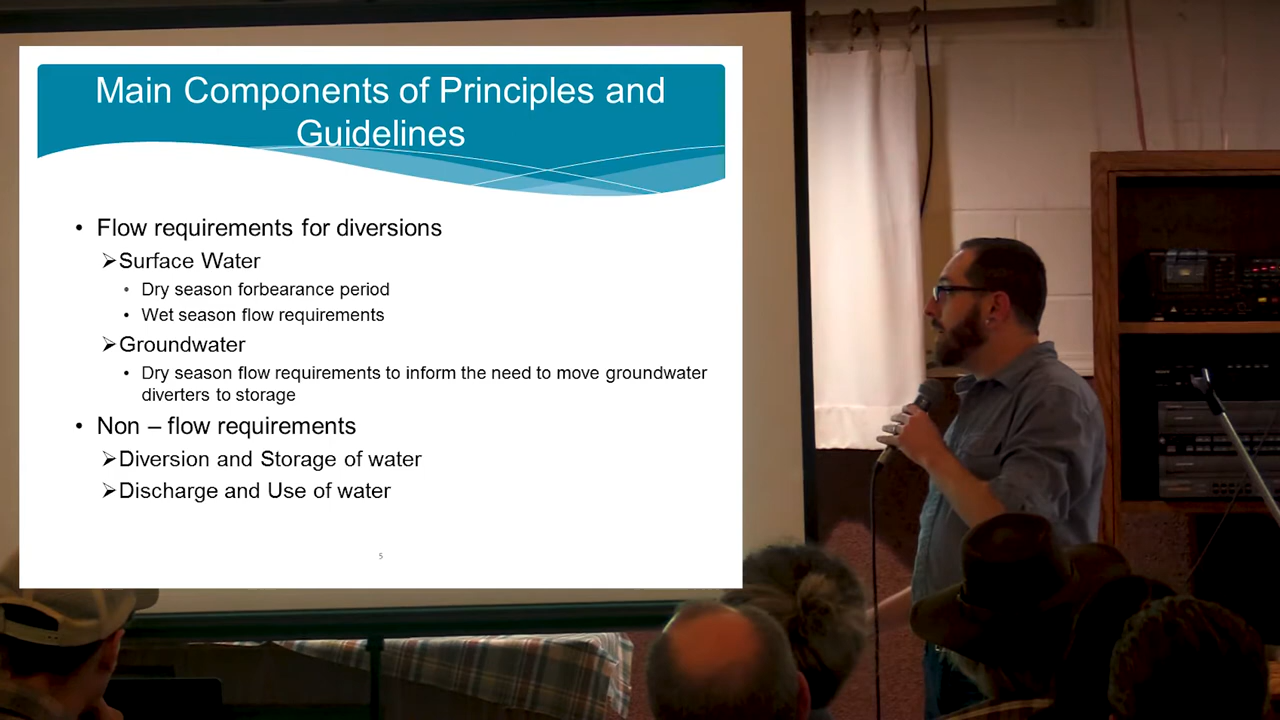 Main Components of Principles and
Guidelines
• Flow requirements for diversions
➢Surface Water
• Dry season forbearance period
• Wet season flow requirements
➢Groundwater
• Dry season flow requirements to inform the need to move groundwater
diverters to storage
• Non – flow requirements
➢Diversion and Storage of water
➢Discharge and Use of water
5